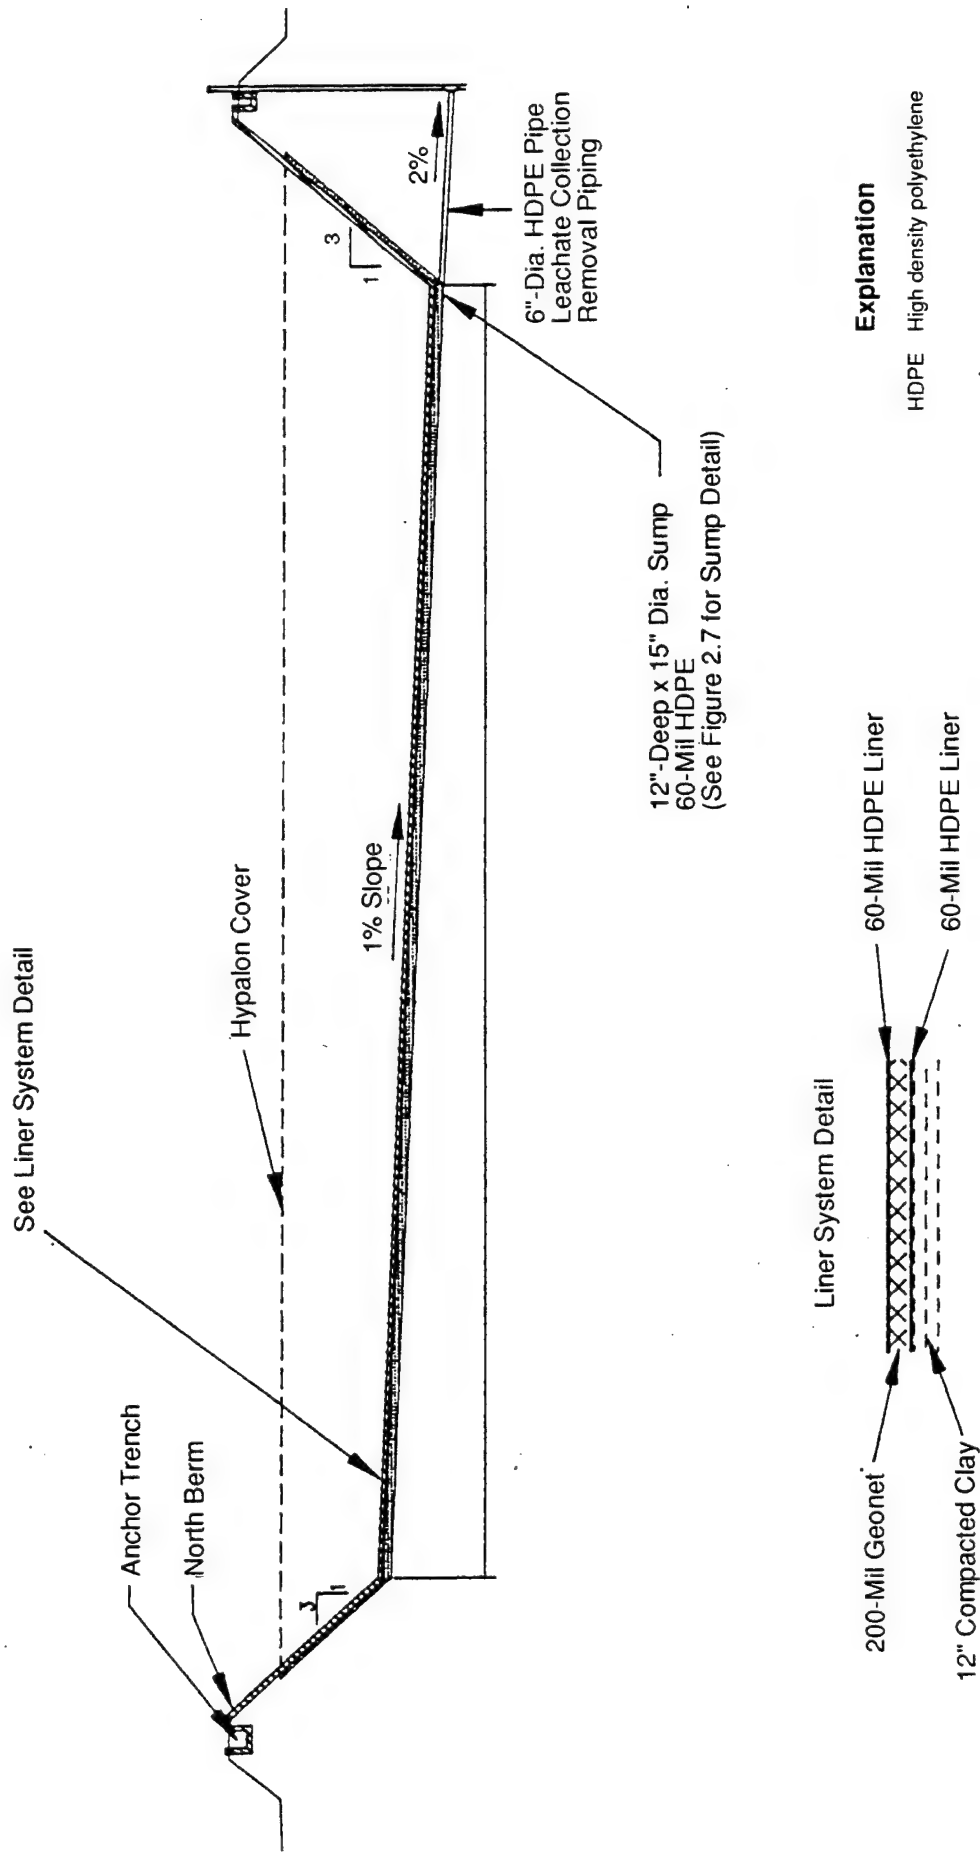 See Liner System Detail
Anchor Trench
North Berm
Hypalon Cover
3
1
1% Slope
3
1
2%
6"-Dia. HDPE Pipe
Leachate Collection
Removal Piping
12"-Deep x 15" Dia. Sump
60-Mil HDPE
(See Figure 2.7 for Sump Detail)
Liner System Detail
200-Mil Geonet
12" Compacted Clay
60-Mil HDPE Liner
60-Mil HDPE Liner
Explanation
HDPE High density polyethylene